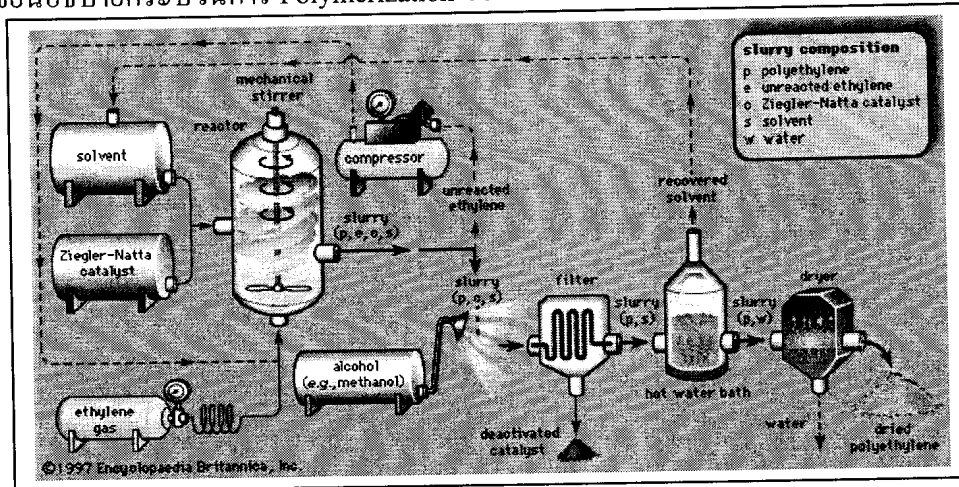 Polymerization
slurry composition
p polyethylene
e unreacted ethylene
c Ziegler-Natta catalyst
s solvent
w water
mechanical
stirrer
reactor
solvent
compressor
unreacted
ethylene
recovered
solvent
slurry
(p, e, c, s)
Ziegler-Natta
catalyst
slurry
(p, c, s)
filter
slurry
(p, s)
slurry
(p, w)
dryer
alcohol
(e.g., methanol)
hot water bath
ethylene
gas
deactivated
catalyst
water
dried
polyethylene
©1997 Encyclopaedia Britannica, Inc.